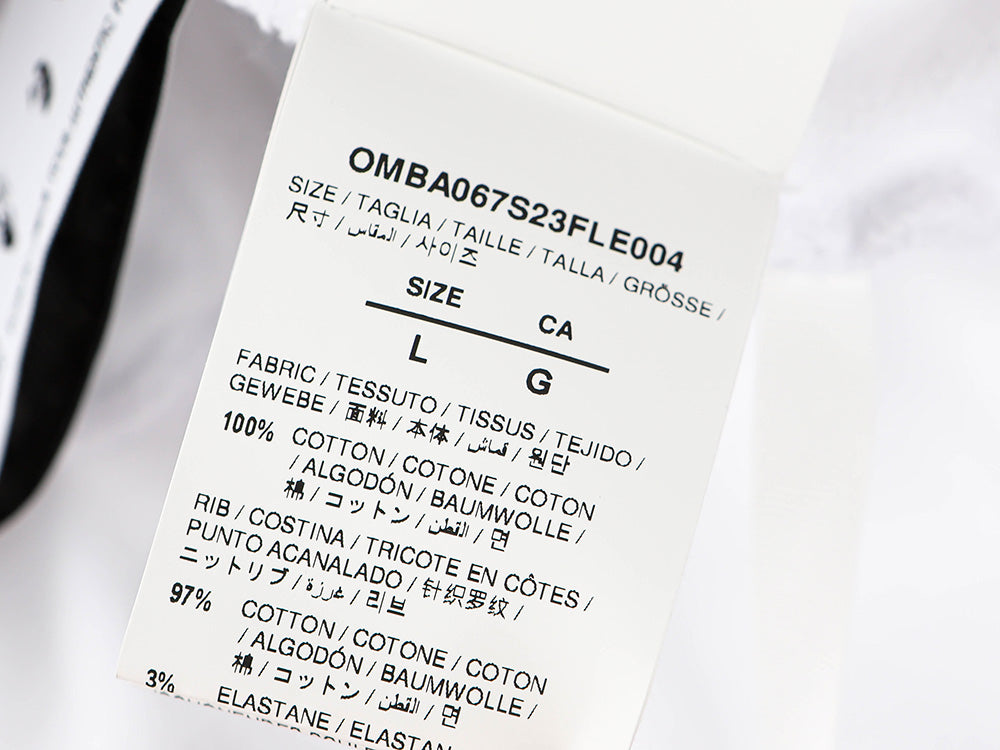 OMBA067S23FLE004
SIZE / TAGLIA / TAILLE / TALLA / GRÖSSE /
尺寸 / المقاس / 사이즈
SIZE CA
L G
FABRIC / TESSUTO / TISSUS / TEJIDO /
GEWEBE / 面料 / 本体 / قماش / 원단
100% COTTON / COTONE / COTON
/ ALGODÓN / BAUMWOLLE /
棉 / コットン / القطن / 면
RIB / COSTINA / TRICOTE EN CÔTES /
PUNTO ACANALADO / 针织罗纹 /
ニットリブ / غرزة / 리브
97% COTTON / COTONE / COTON
/ ALGODÓN / BAUMWOLLE /
棉 / コットン / القطن / 면
3% ELASTANE / ELASTAN